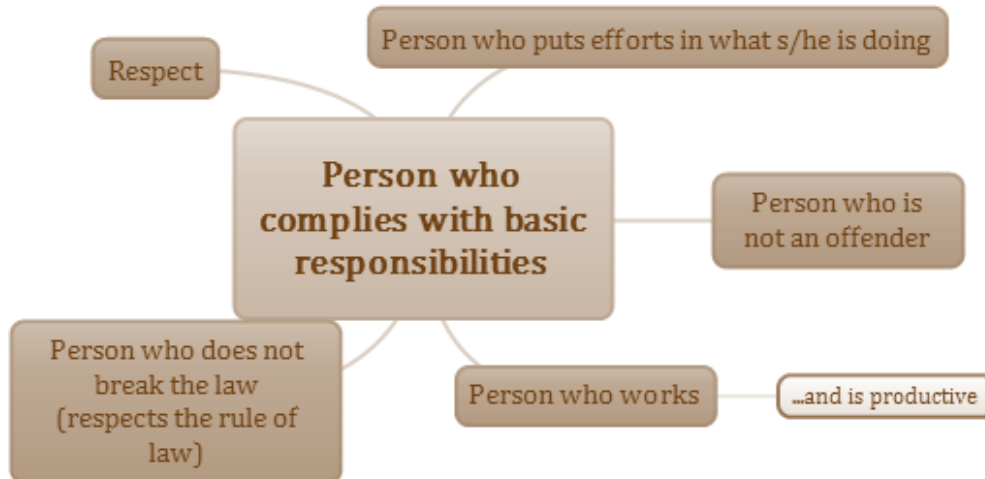 Person who puts efforts in what s/he is doing
Respect
Person who
complies with basic
responsibilities
Person who is
not an offender
Person who does not
break the law
(respects the rule of
law)
Person who works
...and is productive